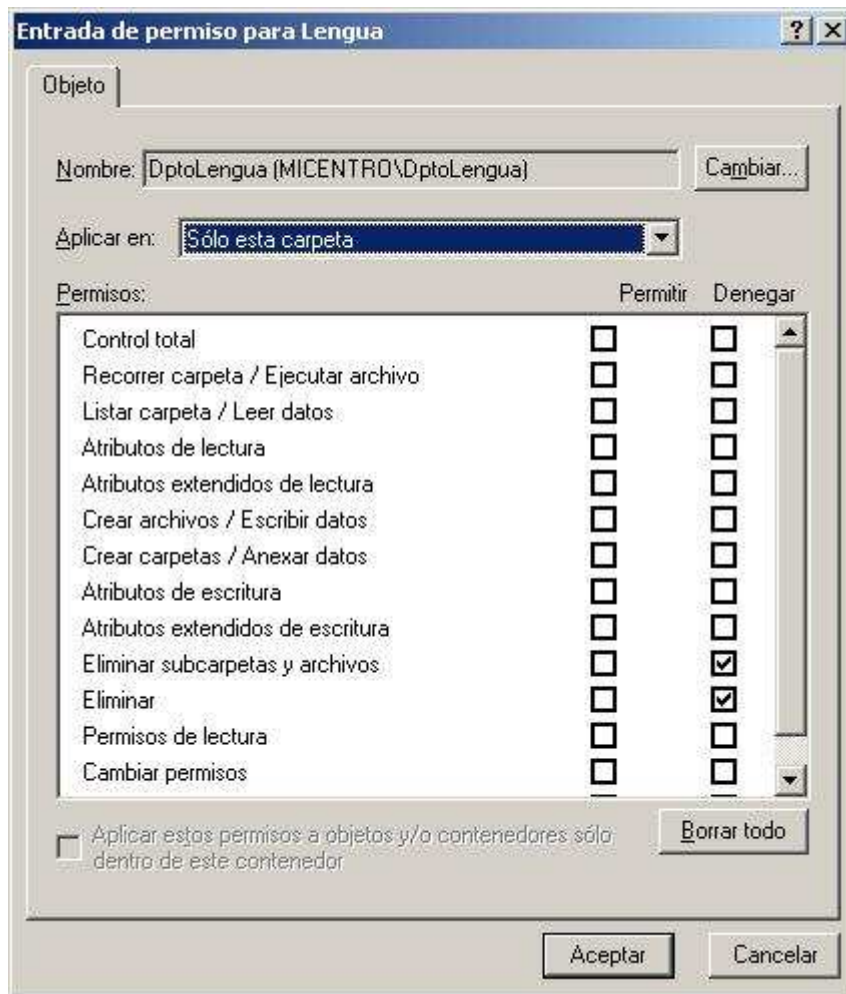 Entrada de permiso para Lengua
Objeto
Nombre: DptoLengua (MICENTRO\DptoLengua) Cambiar...
Aplicar en: Sólo esta carpeta
Permisos: Permitir Denegar
Control total
Recorrer carpeta / Ejecutar archivo
Listar carpeta / Leer datos
Atributos de lectura
Atributos extendidos de lectura
Crear archivos / Escribir datos
Crear carpetas / Anexar datos
Atributos de escritura
Atributos extendidos de escritura
Eliminar subcarpetas y archivos
Eliminar
Permisos de lectura
Cambiar permisos
Aplicar estos permisos a objetos y/o contenedores sólo
dentro de este contenedor
Borrar todo
Aceptar Cancelar